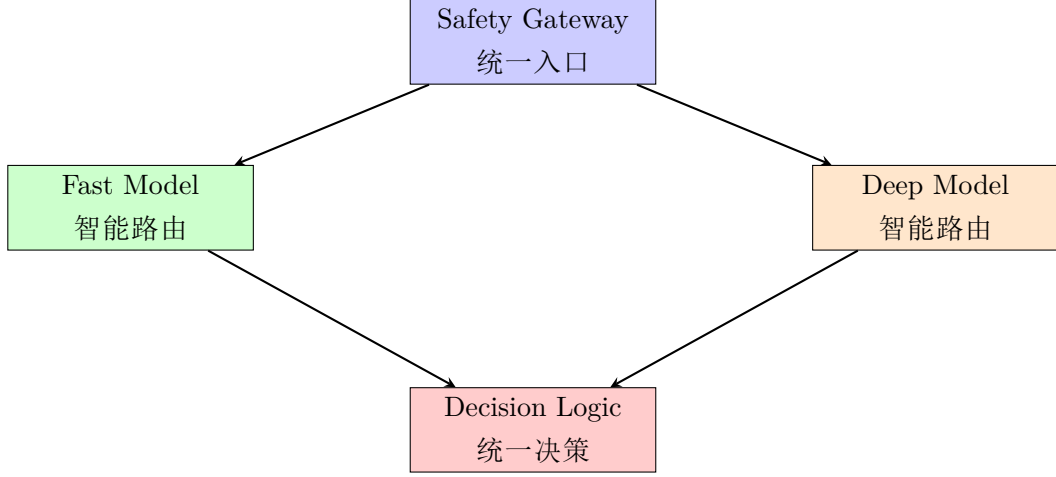 Safety Gateway
统一入口
Fast Model
智能路由
Deep Model
智能路由
Decision Logic
统一决策